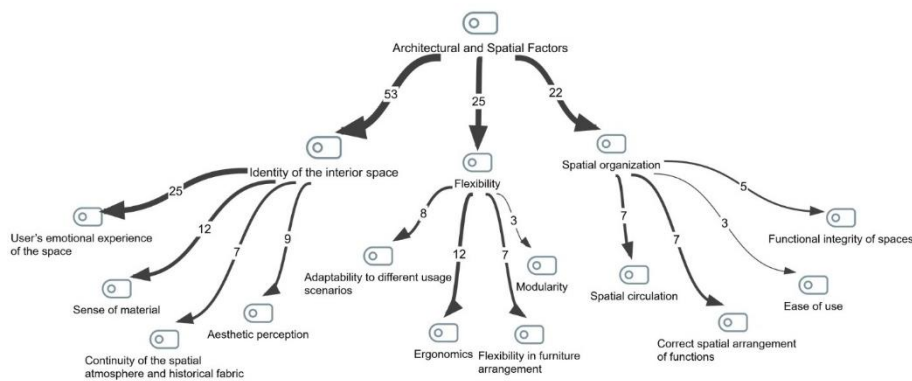 Architectural and Spatial Factors
53
25
22
Identity of the interior space
Flexibility
Spatial organization
25
12
7
9
8
12
7
3
7
7
3
5
User's emotional experience
of the space
Sense of material
Continuity of the spatial
atmosphere and historical fabric
Aesthetic perception
Adaptability to different usage
scenarios
Ergonomics
Flexibility in furniture
arrangement
Modularity
Spatial circulation
Correct spatial arrangement
of functions
Ease of use
Functional integrity of spaces